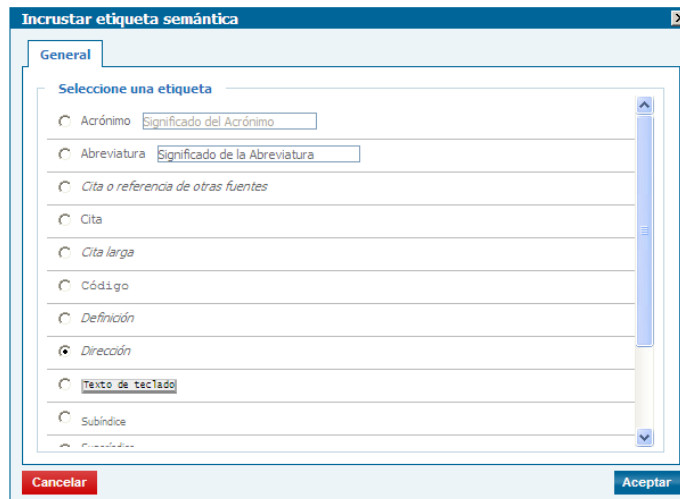 Incrustar etiqueta semántica
General
Seleccione una etiqueta
Acrónimo Significado del Acrónimo
Abreviatura Significado de la Abreviatura
Cita o referencia de otras fuentes
Cita
Cita larga
Código
Definición
Dirección
Texto de teclado
Subíndice
Cancelar Aceptar